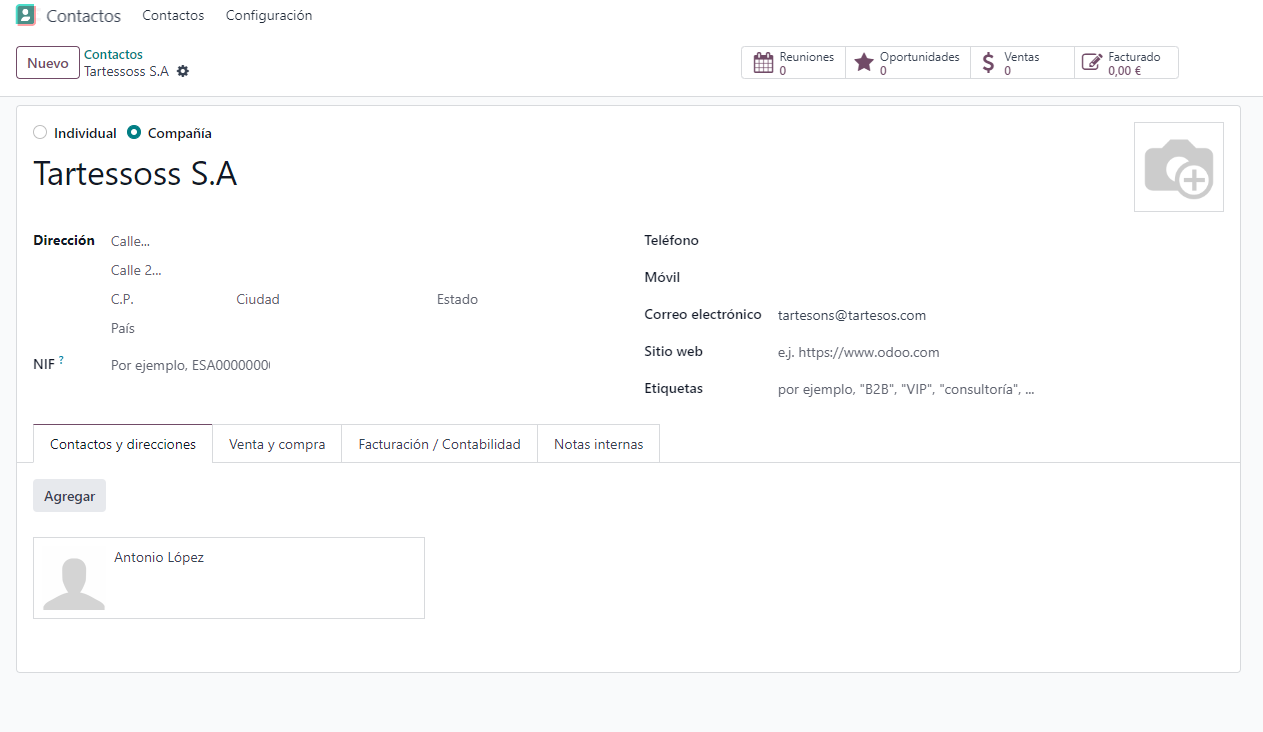 Contactos Contactos Configuración
Nuevo Contactos
Tartessoss S.A
Reuniones 0 Oportunidades 0 Ventas 0 Facturado 0,00 €
Individual Compañía
Tartessoss S.A
Dirección Calle...
Calle 2...
C.P. Ciudad Estado
País
NIF ? Por ejemplo, ESA00000000
Teléfono
Móvil
Correo electrónico tartesons@tartesos.com
Sitio web e.j. https://www.odoo.com
Etiquetas por ejemplo, "B2B", "VIP", "consultoría", ...
Contactos y direcciones Venta y compra Facturación / Contabilidad Notas internas
Agregar
Antonio López